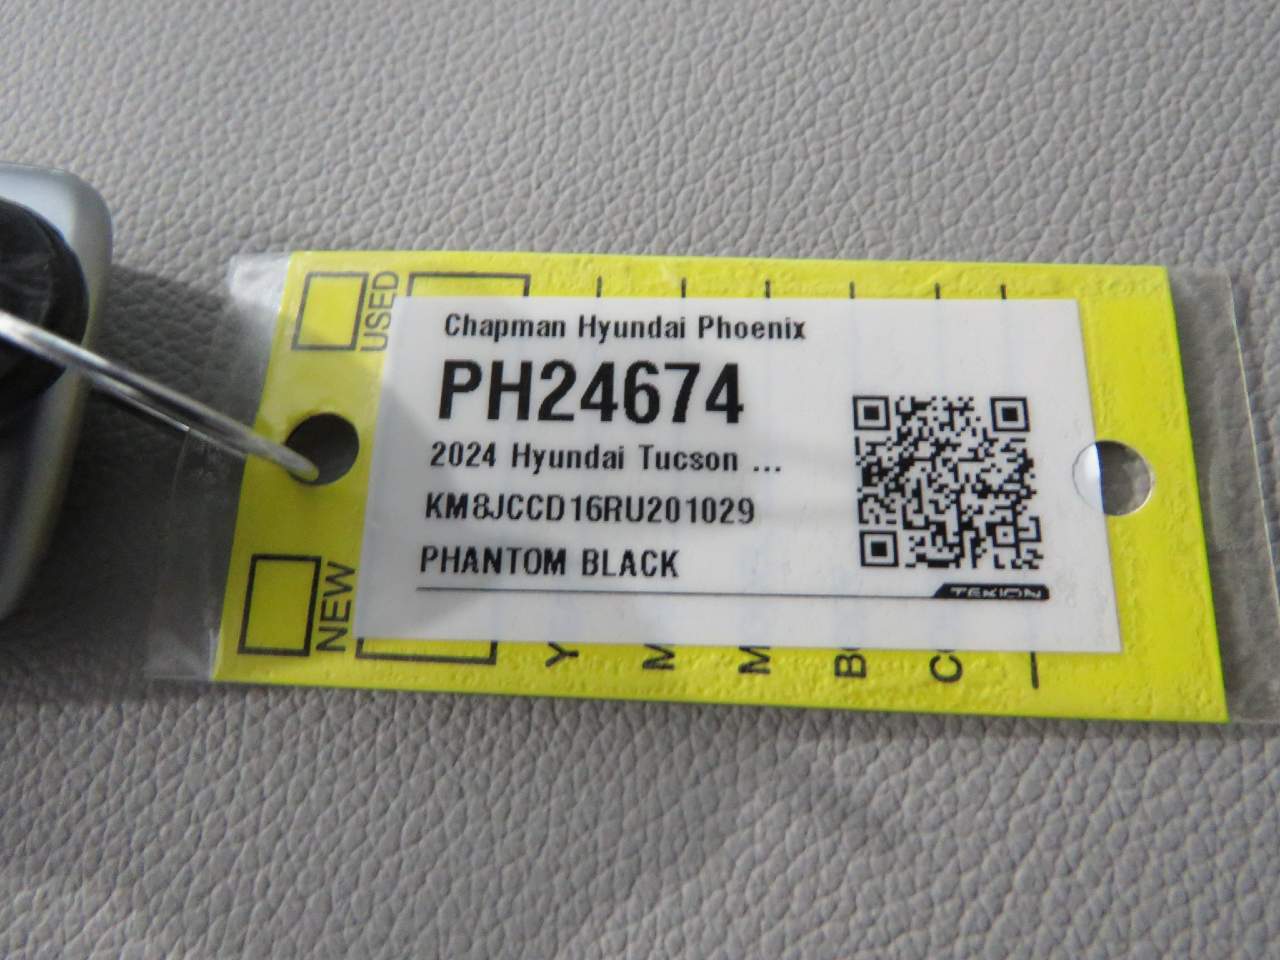 USED
Chapman Hyundai Phoenix
PH24674
2024 Hyundai Tucson ...
KM8JCCD16RU201029
PHANTOM BLACK
TEKION
NEW
Y
M
M
B
C